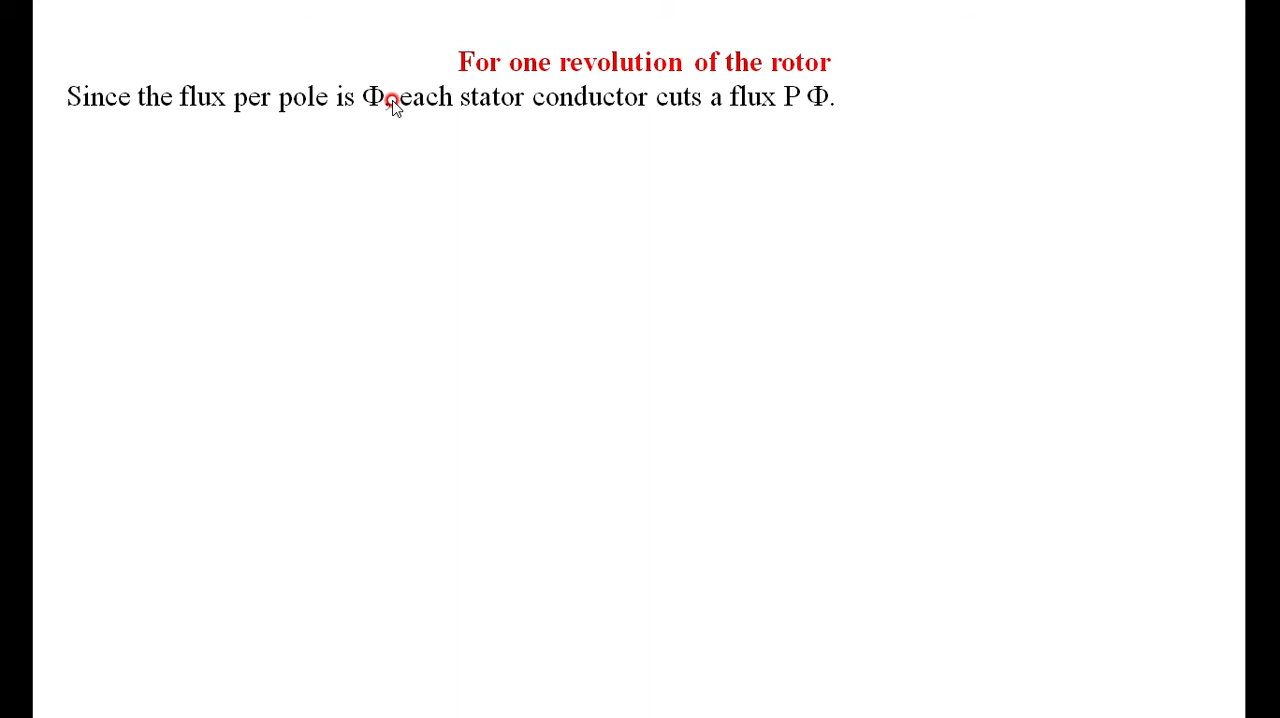 For one revolution of the rotor
Since the flux per pole is Φ each stator conductor cuts a flux P Φ.